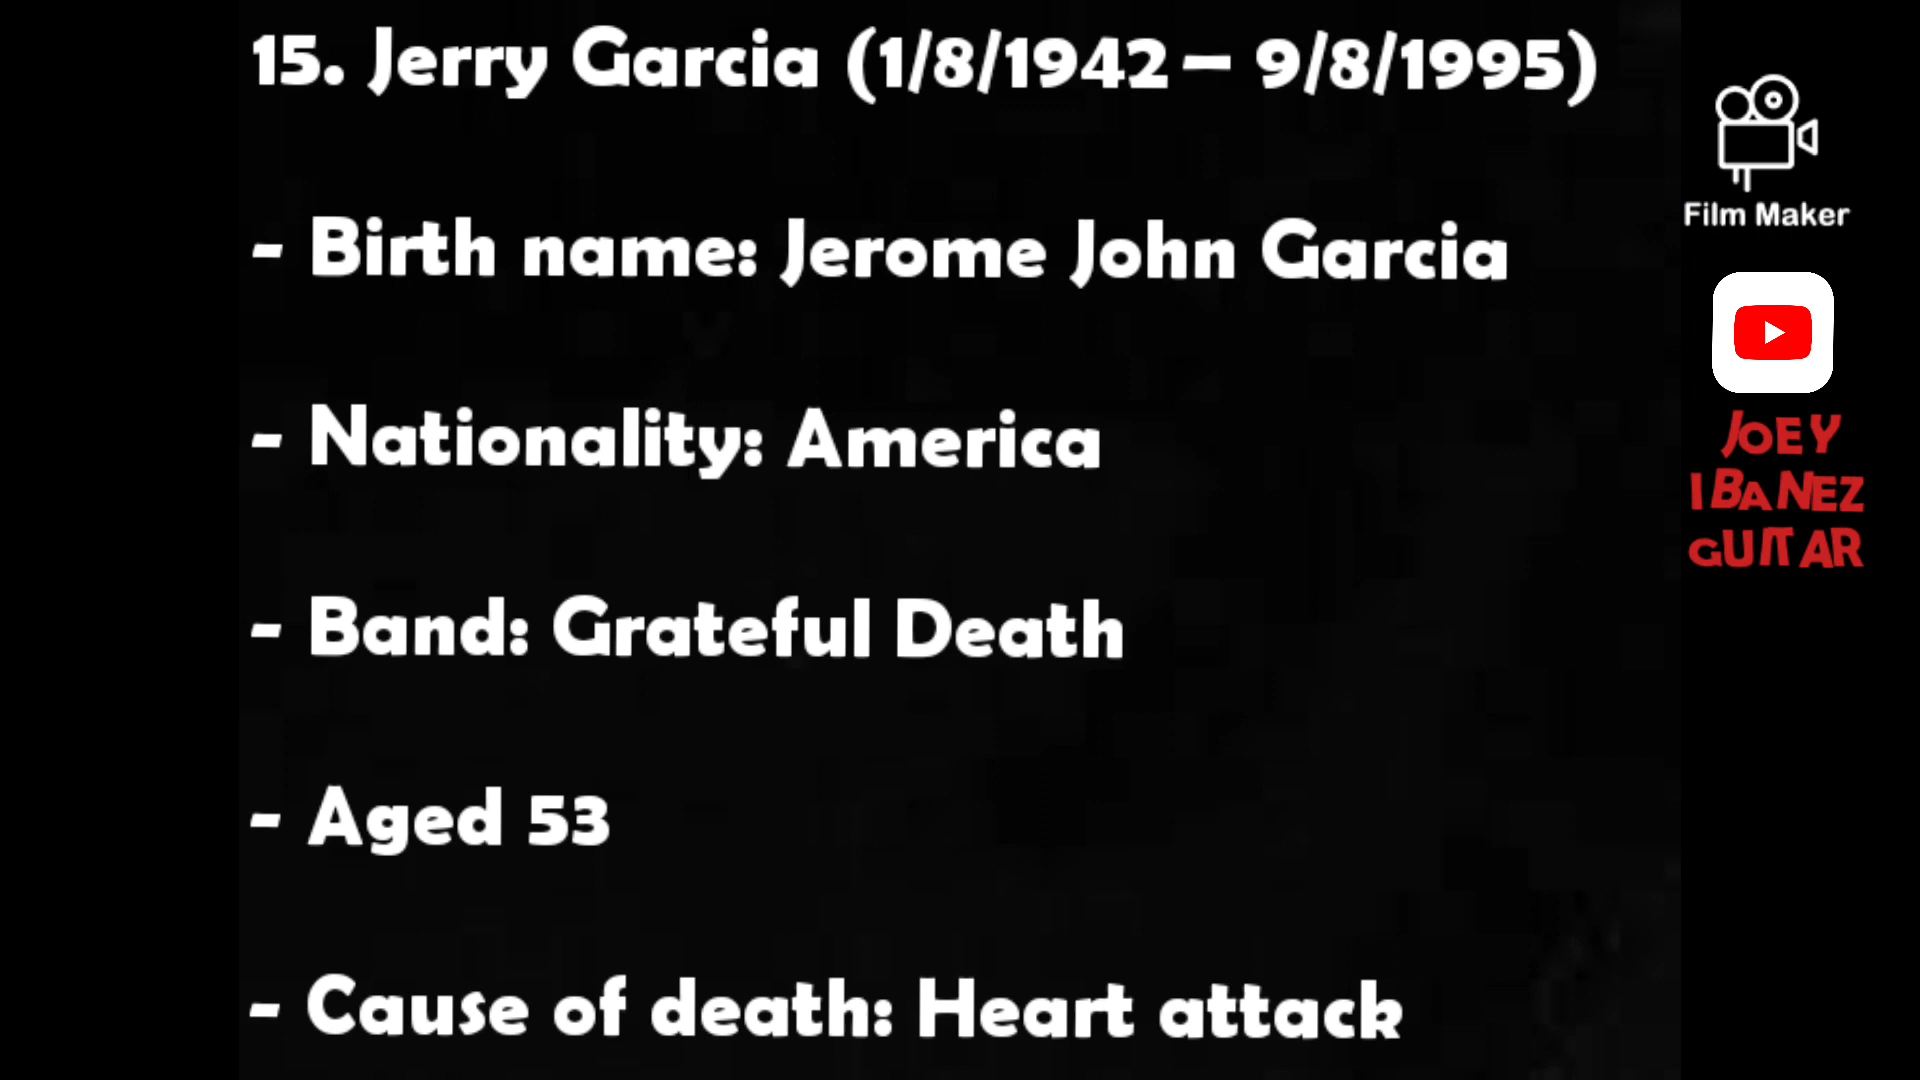 15. Jerry Garcia (1/8/1942 – 9/8/1995)
- Birth name: Jerome John Garcia
- Nationality: America
- Band: Grateful Death
- Aged 53
- Cause of death: Heart attack
Film Maker
JOEY
IBANEZ
GUITAR